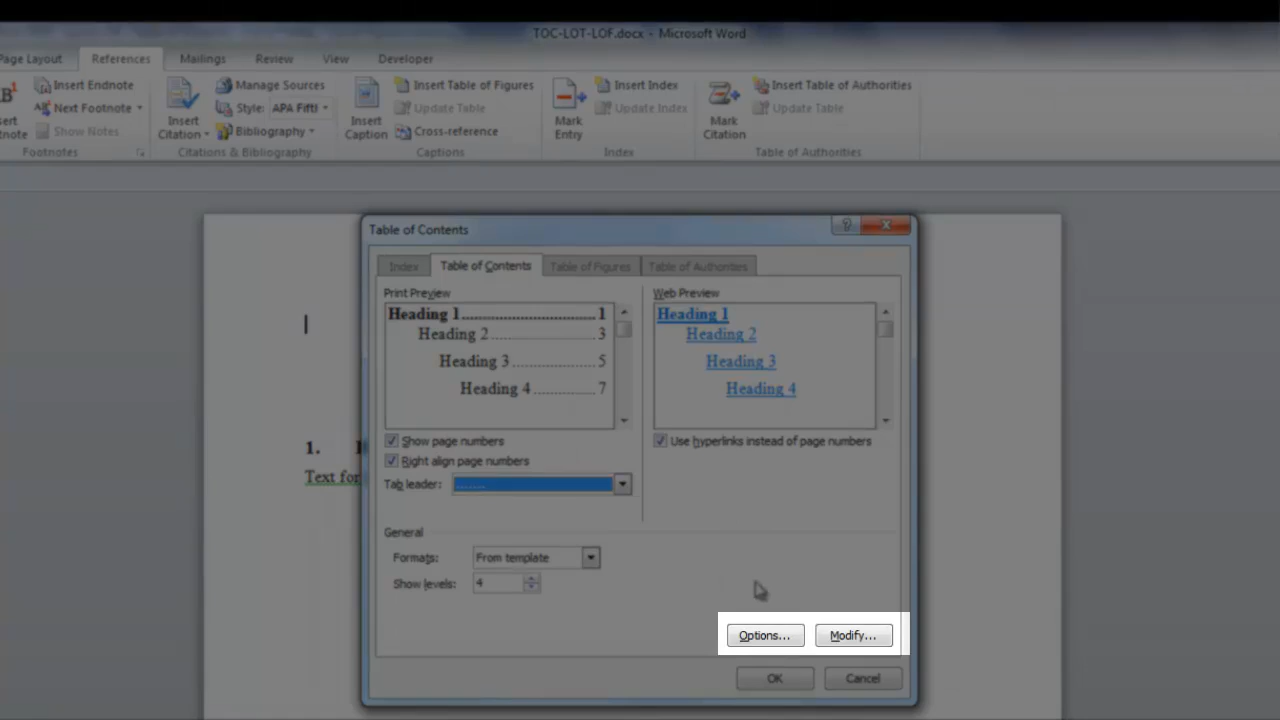 TOC-LOT-LOF.docx - Microsoft Word
Page Layout References Mailings Review View Developer
Insert Endnote Manage Sources Insert Table of Figures Insert Index Insert Table of Authorities
AB1 Next Footnote Style: APA Fifth Update Table Update Index Update Table
Insert Citation Insert Caption Mark Entry Mark Citation
Show Notes Bibliography Cross-reference
Footnotes Citations & Bibliography Captions Index Table of Authorities
Table of Contents ?
Index Table of Contents Table of Figures Table of Authorities
Print Preview Web Preview
Heading 1 1 Heading 1
Heading 2 3 Heading 2
Heading 3 5 Heading 3
Heading 4 7 Heading 4
Show page numbers Use hyperlinks instead of page numbers
1.
Right align page numbers
Text for
Tab leader: .......
General
Formats: From template
Show levels: 4
Options... Modify...
OK Cancel